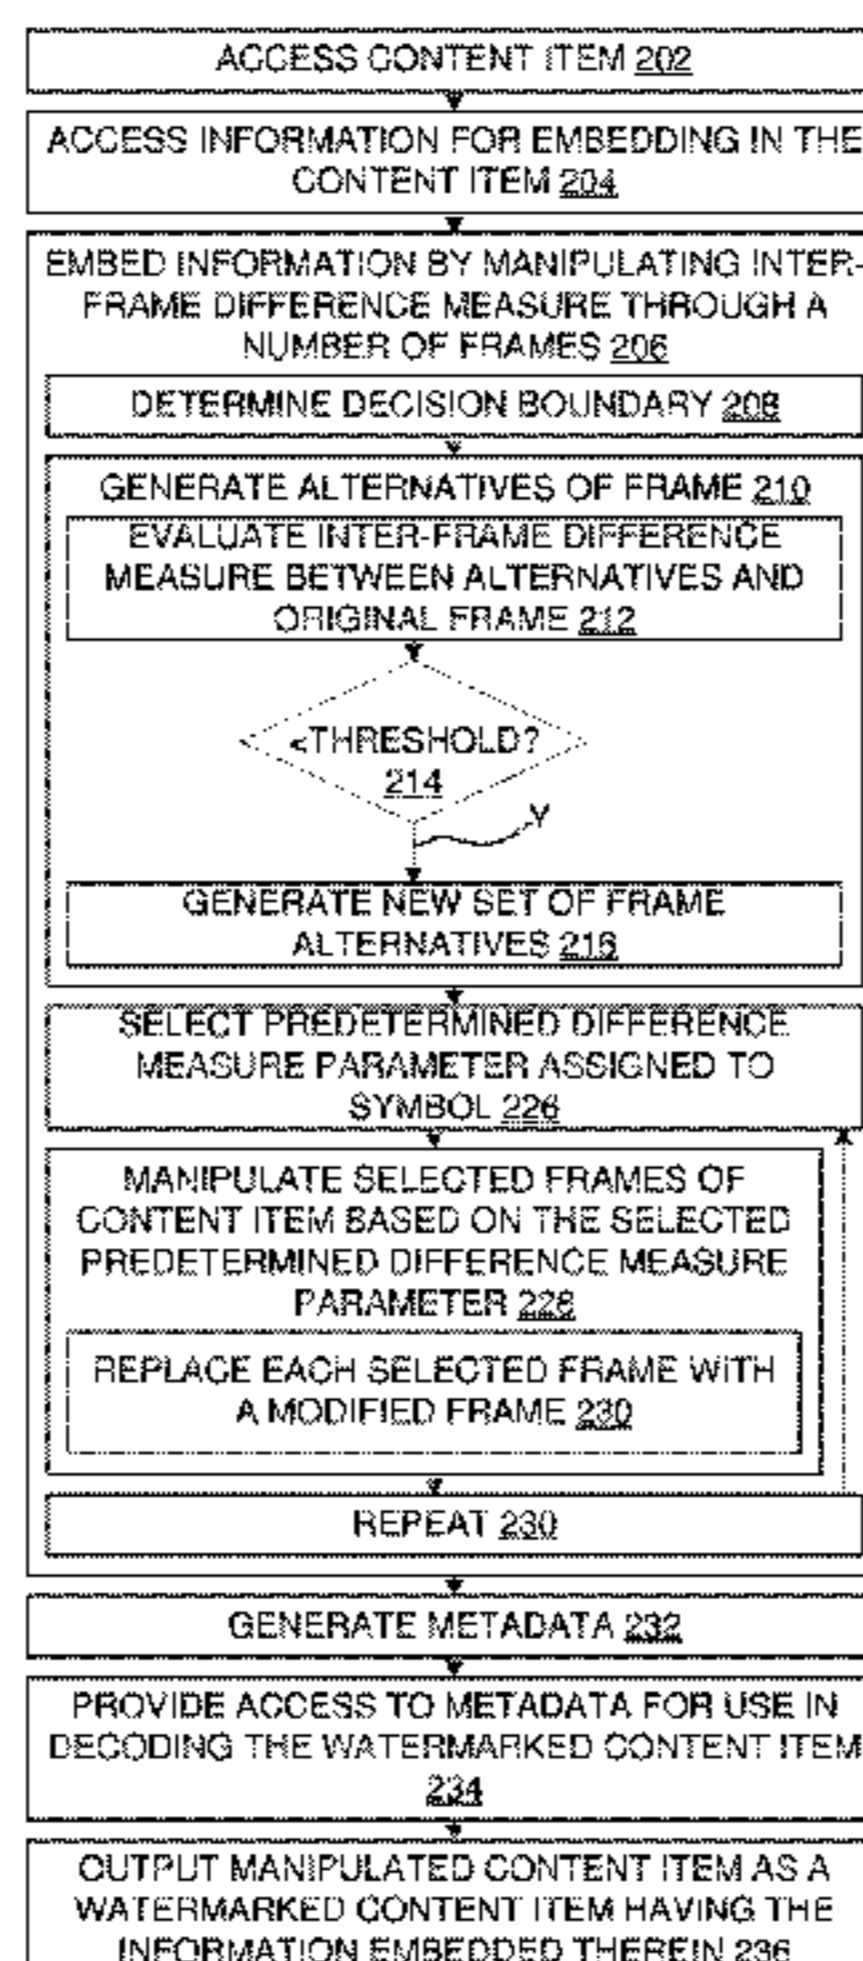 ACCESS CONTENT ITEM 202
ACCESS INFORMATION FOR EMBEDDING IN THE
CONTENT ITEM 204
EMBED INFORMATION BY MANIPULATING INTER-
FRAME DIFFERENCE MEASURE THROUGH A
NUMBER OF FRAMES 206
DETERMINE DECISION BOUNDARY 208
GENERATE ALTERNATIVES OF FRAME 210
EVALUATE INTER-FRAME DIFFERENCE
MEASURE BETWEEN ALTERNATIVES AND
ORIGINAL FRAME 212
<THRESHOLD?
214
Y
GENERATE NEW SET OF FRAME
ALTERNATIVES 216
SELECT PREDETERMINED DIFFERENCE
MEASURE PARAMETER ASSIGNED TO
SYMBOL 226
MANIPULATE SELECTED FRAMES OF
CONTENT ITEM BASED ON THE SELECTED
PREDETERMINED DIFFERENCE MEASURE
PARAMETER 228
REPLACE EACH SELECTED FRAME WITH
A MODIFIED FRAME 230
REPEAT 230
GENERATE METADATA 232
PROVIDE ACCESS TO METADATA FOR USE IN
DECODING THE WATERMARKED CONTENT ITEM
234
OUTPUT MANIPULATED CONTENT ITEM AS A
WATERMARKED CONTENT ITEM HAVING THE
INFORMATION EMBEDDED THEREIN 236